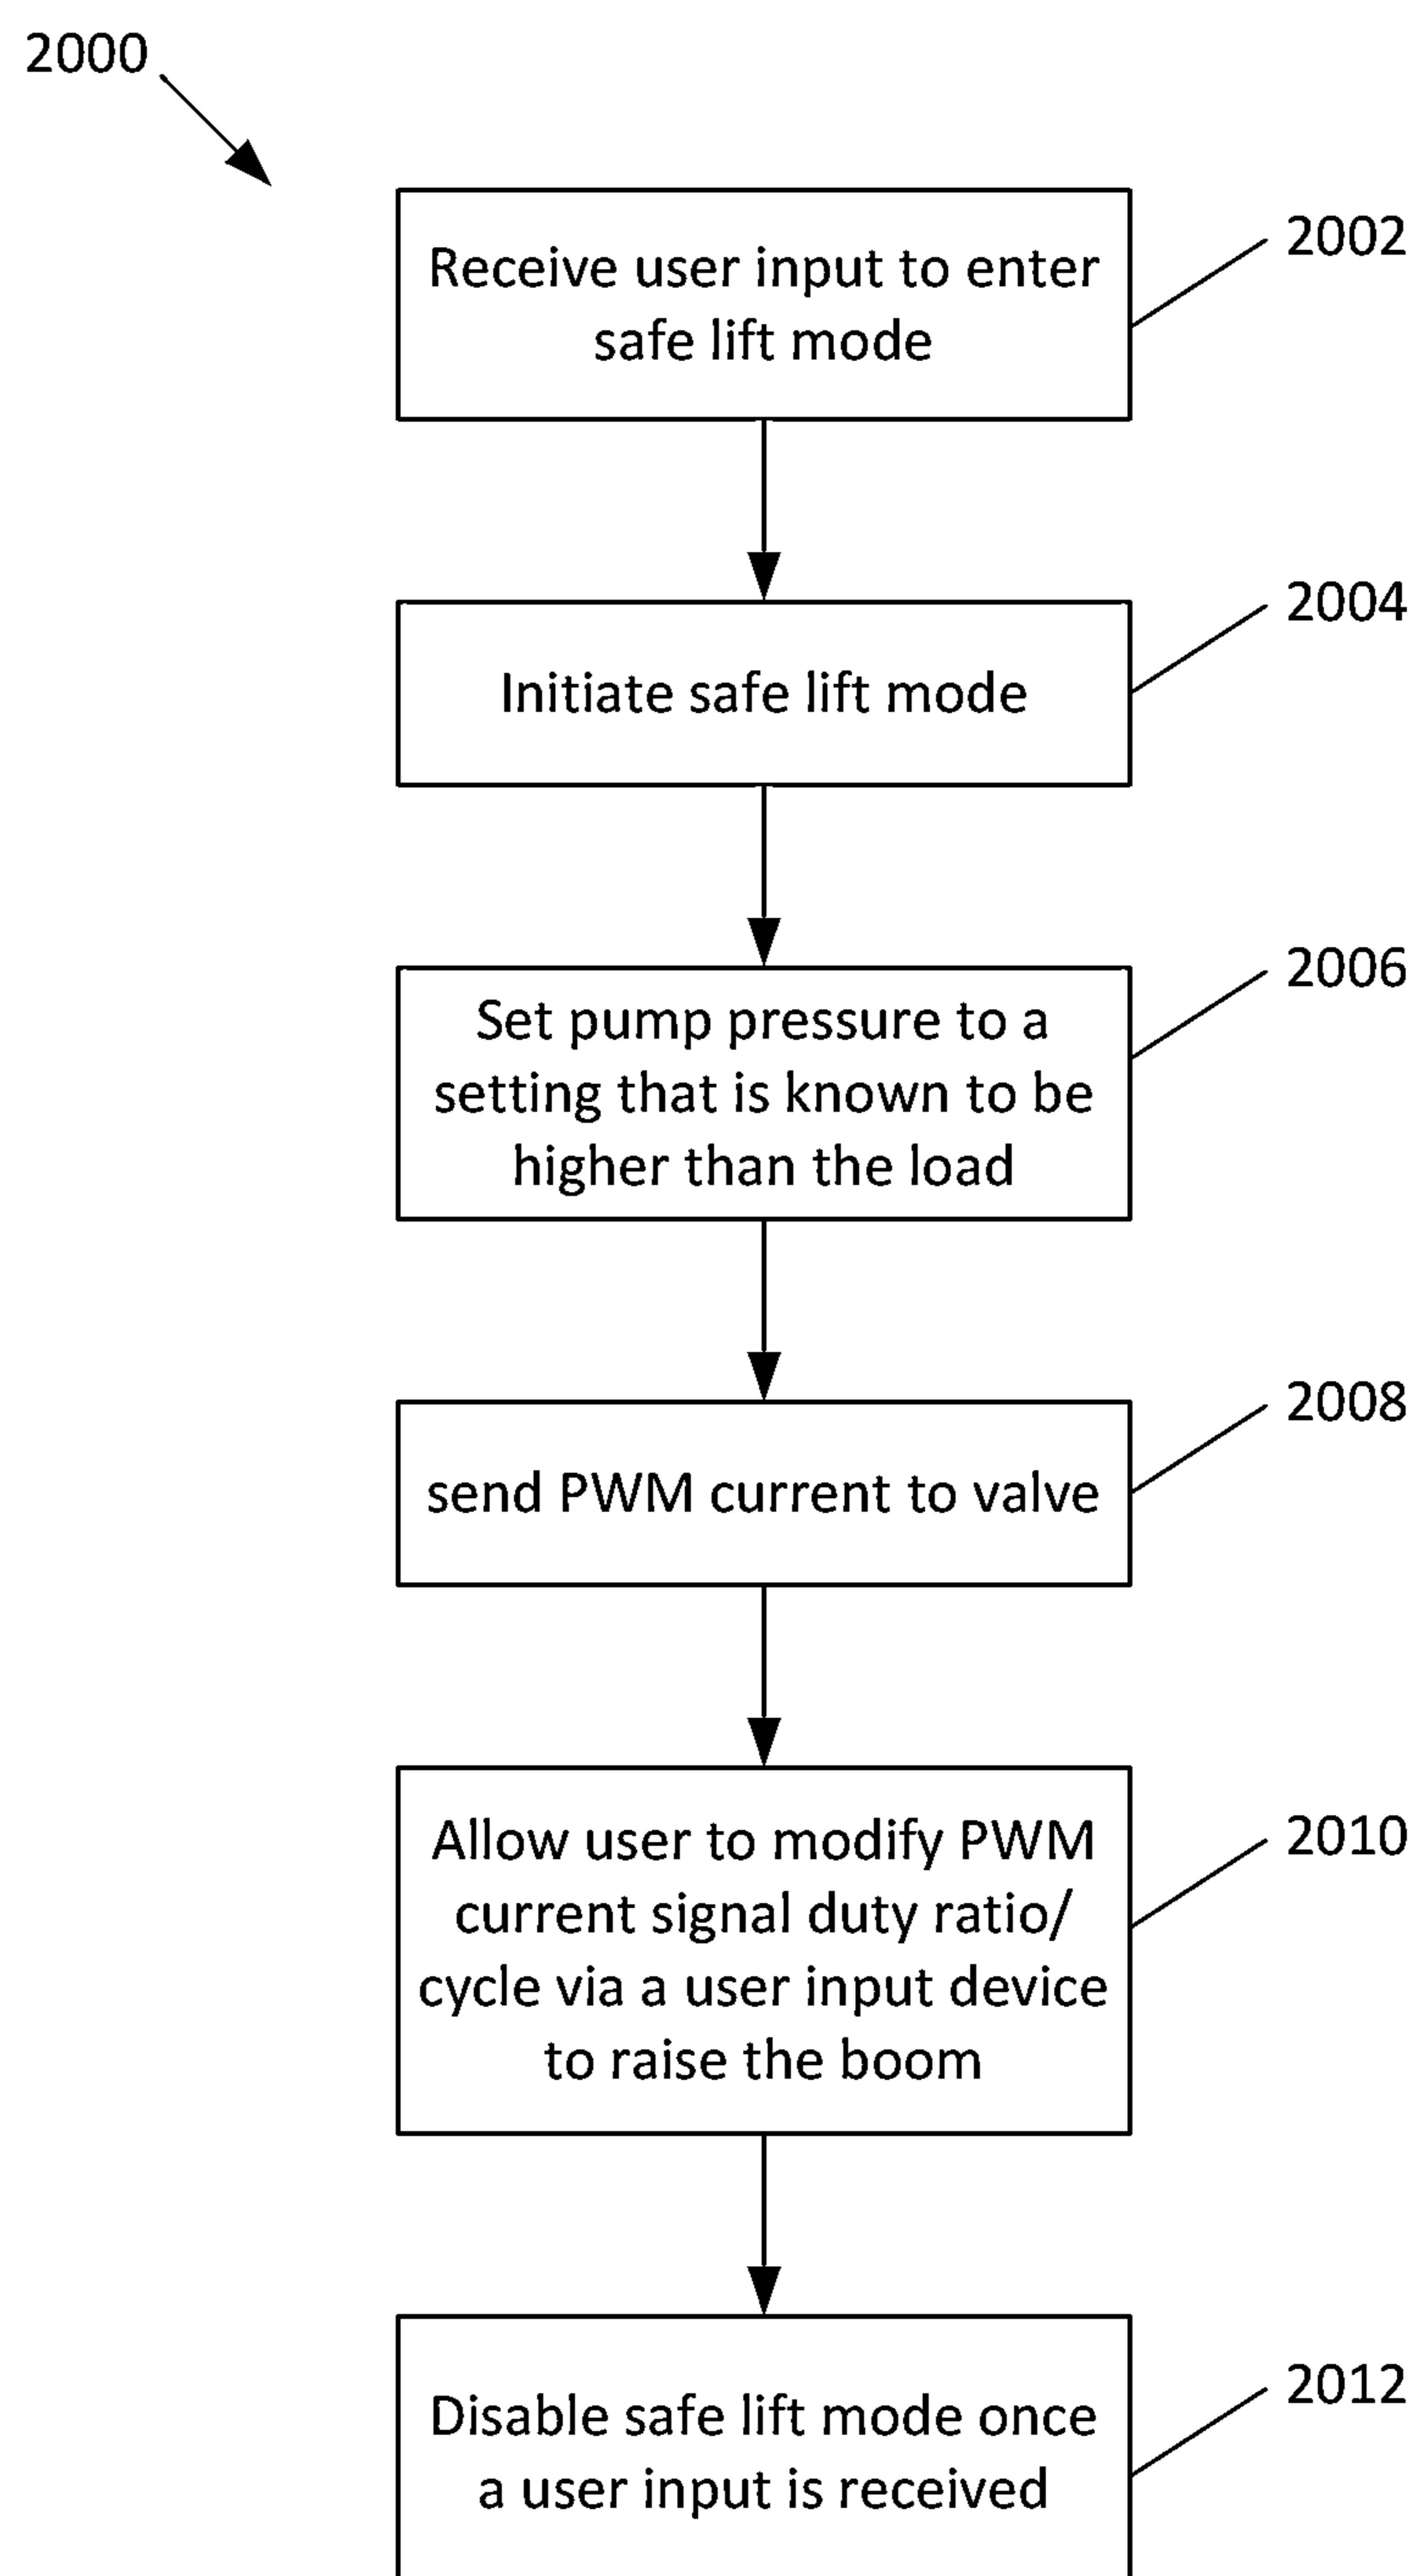 2000
Receive user input to enter
safe lift mode
2002
Initiate safe lift mode
2004
Set pump pressure to a
setting that is known to be
higher than the load
2006
send PWM current to valve
2008
Allow user to modify PWM
current signal duty ratio/
cycle via a user input device
to raise the boom
2010
Disable safe lift mode once
a user input is received
2012